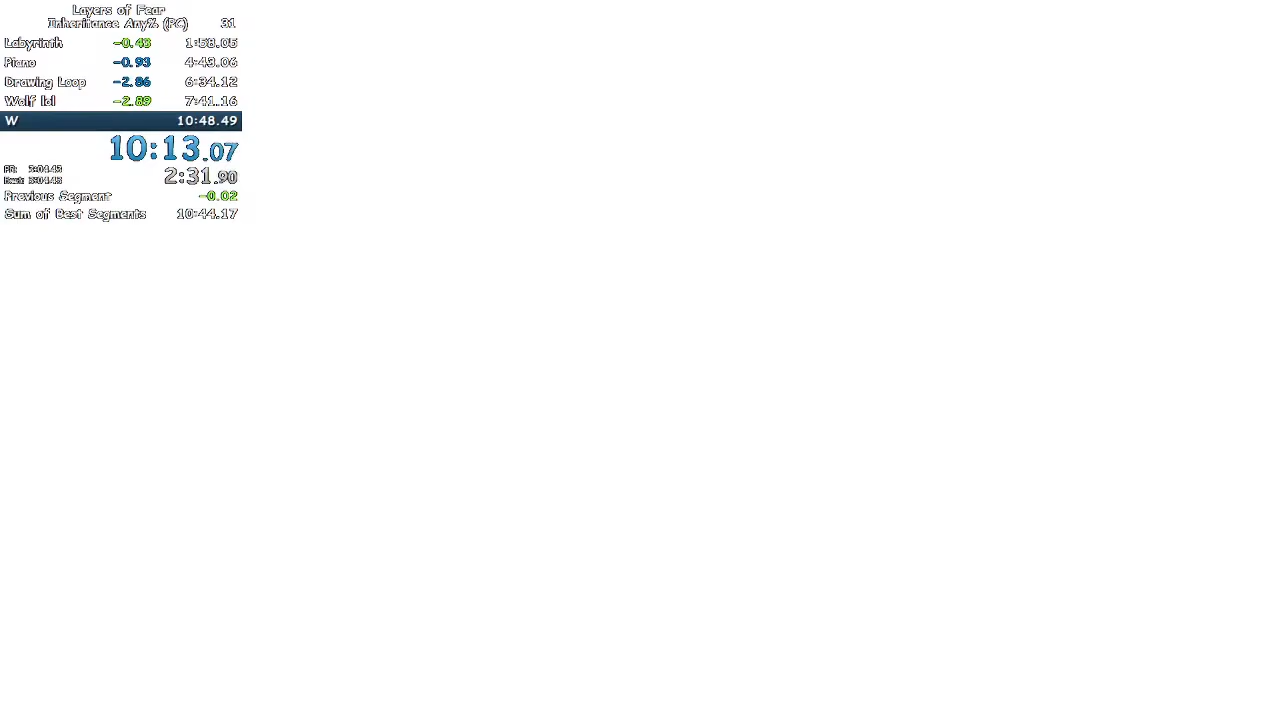 Layers of Fear
Inheritance Any% (PC) 31
Labyrinth -0.43 1:58.05
Piano -0.93 4:43.06
Drawing Loop -2.86 6:34.12
Wolf lol -2.89 7:41.16
W 10:48.49
10:13.07
2:31.90
Previous Segment -0.02
Sum of Best Segments 10:44.17